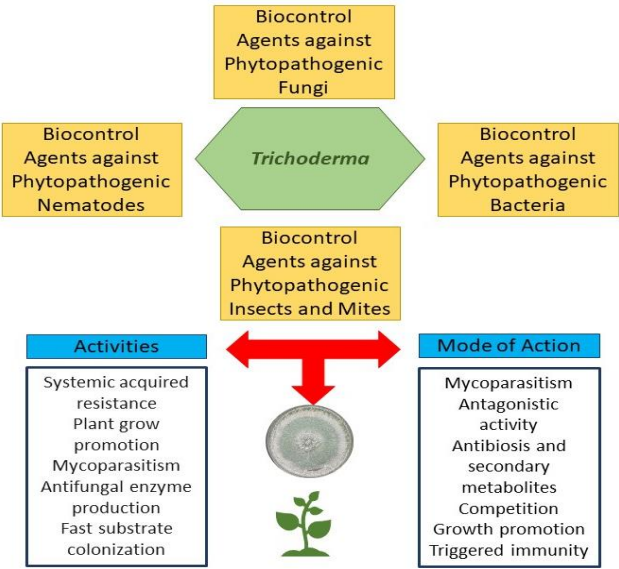 Biocontrol
Agents against
Phytopathogenic
Fungi
Biocontrol
Agents against
Phytopathogenic
Nematodes
Trichoderma
Biocontrol
Agents against
Phytopathogenic
Bacteria
Biocontrol
Agents against
Phytopathogenic
Insects and Mites
Activities
Systemic acquired
resistance
Plant grow
promotion
Mycoparasitism
Antifungal enzyme
production
Fast substrate
colonization
Mode of Action
Mycoparasitism
Antagonistic
activity
Antibiosis and
secondary
metabolites
Competition
Growth promotion
Triggered immunity